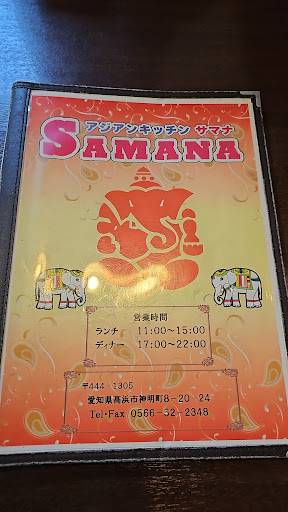 アジアンキッチン サマナ
SAMANA
営業時間
ランチ 11:00〜15:00
ディナー 17:00〜22:00
〒444-1305
愛知県高浜市神明町8-20-24
Tel・Fax 0566-52-2348